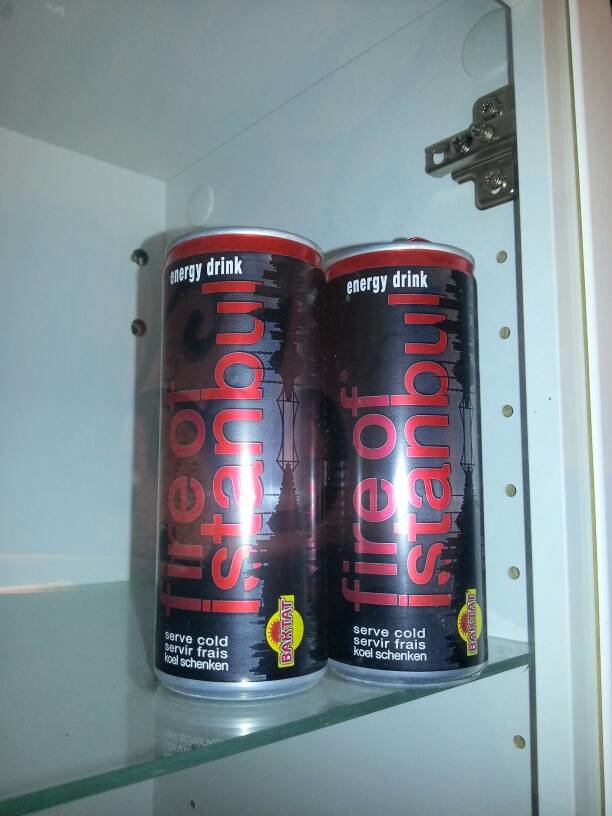 energy drink
fire of
istanbul
serve cold
servir frais
koel schenken
BAKTAT
energy drink
fire of
istanbul
serve cold
servir frais
koel schenken
BAKTAT